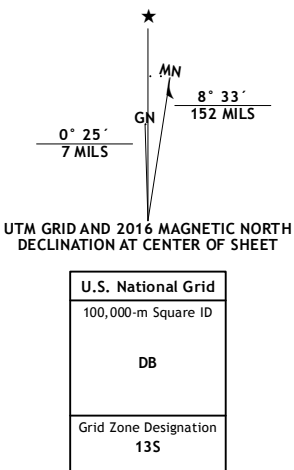 ★
MN
8° 33´
152 MILS
GN
0° 25´
7 MILS
UTM GRID AND 2016 MAGNETIC NORTH
DECLINATION AT CENTER OF SHEET
U.S. National Grid
100,000-m Square ID
DB
Grid Zone Designation
13S